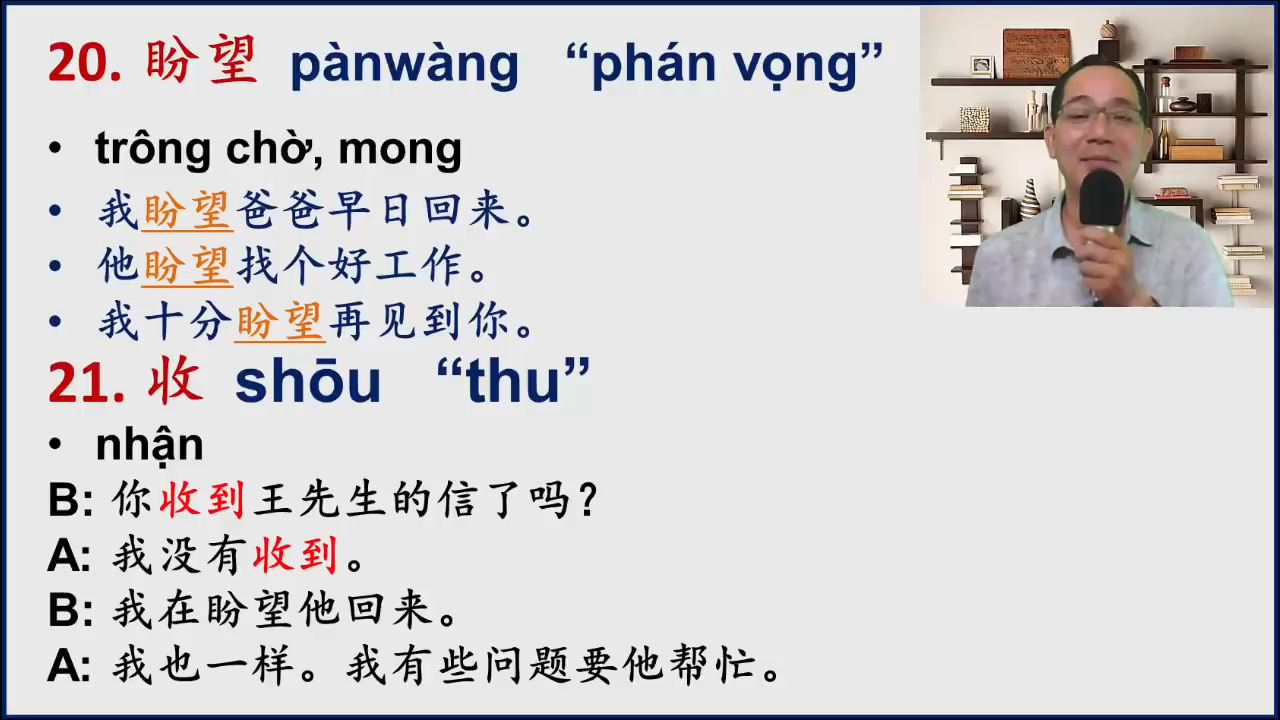 20. 盼望 pànwàng “phán vọng”
• trông chờ, mong
• 我盼望爸爸早日回来。
• 他盼望找个好工作。
• 我十分盼望再见到你。
21. 收 shōu “thu”
• nhận
B: 你收到王先生的信了吗？
A: 我没有收到。
B: 我在盼望他回来。
A: 我也一样。我有些问题要他帮忙。